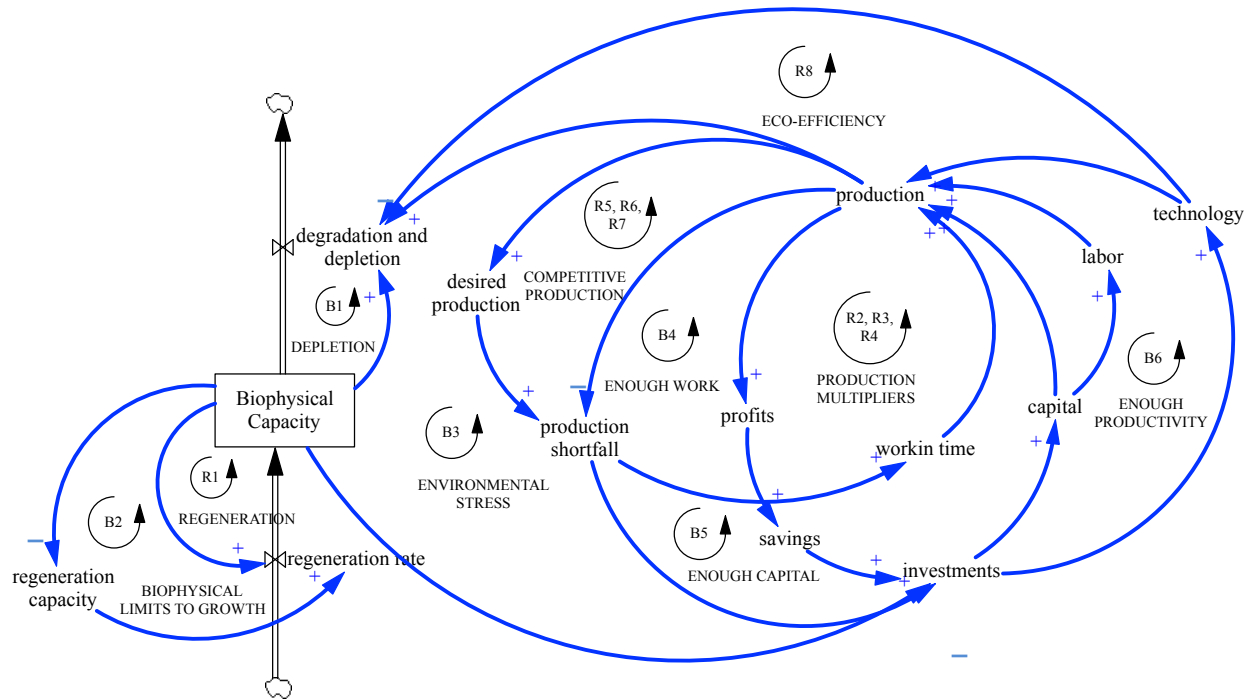 R8
ECO-EFFICIENCY
−
+
degradation and
depletion
R5, R6,
R7
COMPETITIVE
PRODUCTION
+
desired
production
production
+
+
+
+
technology
+
labor
+
B1
+
DEPLETION
B4
ENOUGH WORK
R2, R3,
R4
PRODUCTION
MULTIPLIERS
B6
ENOUGH
PRODUCTIVITY
Biophysical
Capacity
−
+
+
profits
capital
+
B3
ENVIRONMENTAL
STRESS
production
shortfall
workin time
+
R1
REGENERATION
B2
−
+
regeneration rate
+
regeneration
capacity
BIOPHYSICAL
LIMITS TO GROWTH
B5
ENOUGH CAPITAL
+
savings
+
+
investments
−